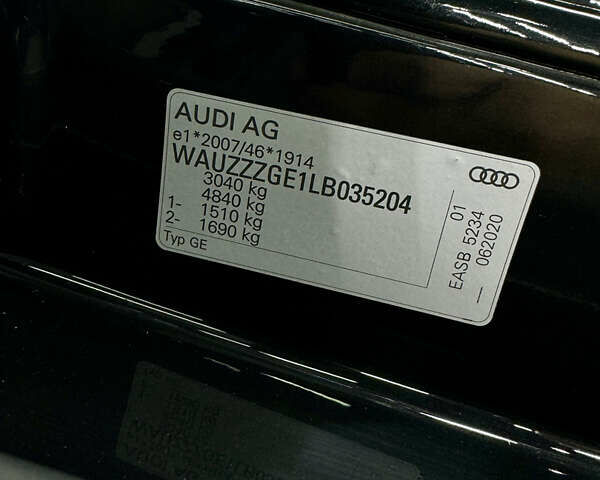 AUDI AG
e1*2007/46*1914
WAUZZZGE1LB035204
3040 kg
4840 kg
1- 1510 kg
2- 1690 kg
Typ GE
01
EASB 5234
— 062020